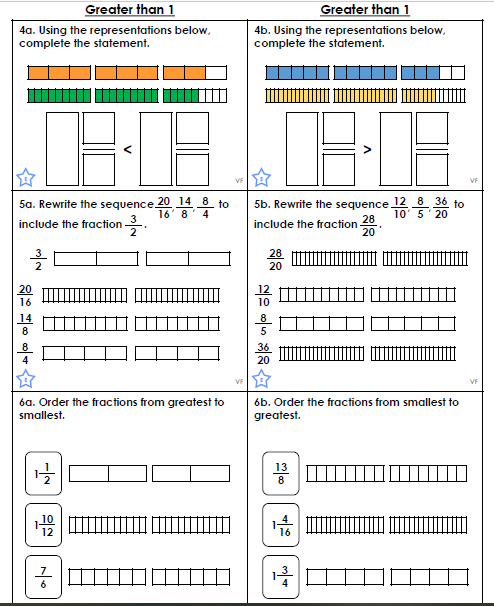 Greater than 1
Greater than 1
4a. Using the representations below,
complete the statement.
<
VF
4b. Using the representations below,
complete the statement.
>
VF
5a. Rewrite the sequence 20/16, 14/8, 8/4 to
include the fraction 3/2.
3/2
20/16
14/8
8/4
VF
5b. Rewrite the sequence 12/10, 8/5, 36/20 to
include the fraction 28/20.
28/20
12/10
8/5
36/20
VF
6a. Order the fractions from greatest to
smallest.
1 1/2
1 10/12
7/6
6b. Order the fractions from smallest to
greatest.
13/8
1 4/16
1 3/4